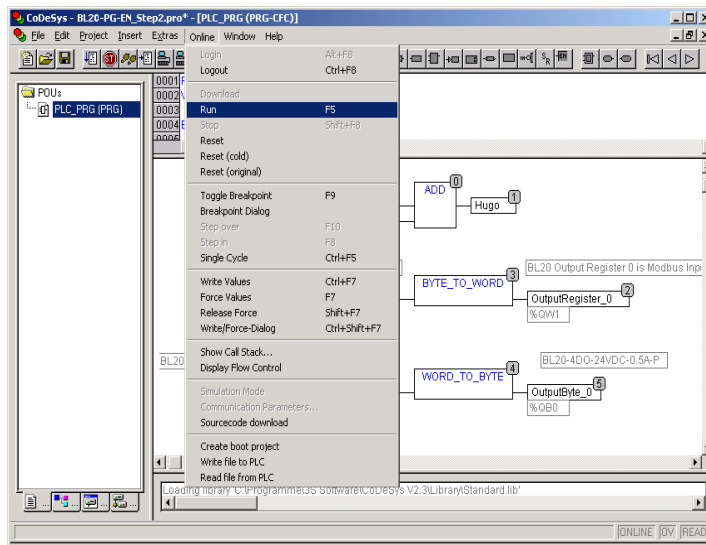 CoDeSys - BL20-PG-EN_Step2.pro* - [PLC_PRG (PRG-CFC)]
File Edit Project Insert Extras Online Window Help
Login Alt+F8
Logout Ctrl+F8
Download
Run F5
Stop Shift+F8
Reset
Reset (cold)
Reset (original)
Toggle Breakpoint F9
Breakpoint Dialog
Step over F10
Step in F8
Single Cycle Ctrl+F5
Write Values Ctrl+F7
Force Values F7
Release Force Shift+F7
Write/Force-Dialog Ctrl+Shift+F7
Show Call Stack...
Display Flow Control
Simulation Mode
Communication Parameters...
Sourcecode download
Create boot project
Write file to PLC
Read file from PLC
POUs
PLC_PRG (PRG)
0001
0002
0003
0004
0005
ADD 0
Hugo 1
BL20 Output Register 0 is Modbus Inp
BYTE_TO_WORD 3
OutputRegister_0 2
%QW1
BL20
BL20-4DO-24VDC-0.5A-P
WORD_TO_BYTE 4
OutputByte_0 5
%QB0
Loading library 'C:\Programme\3S Software\CoDeSys V2.3\Library\Standard.lib'
ONLINE OV READ